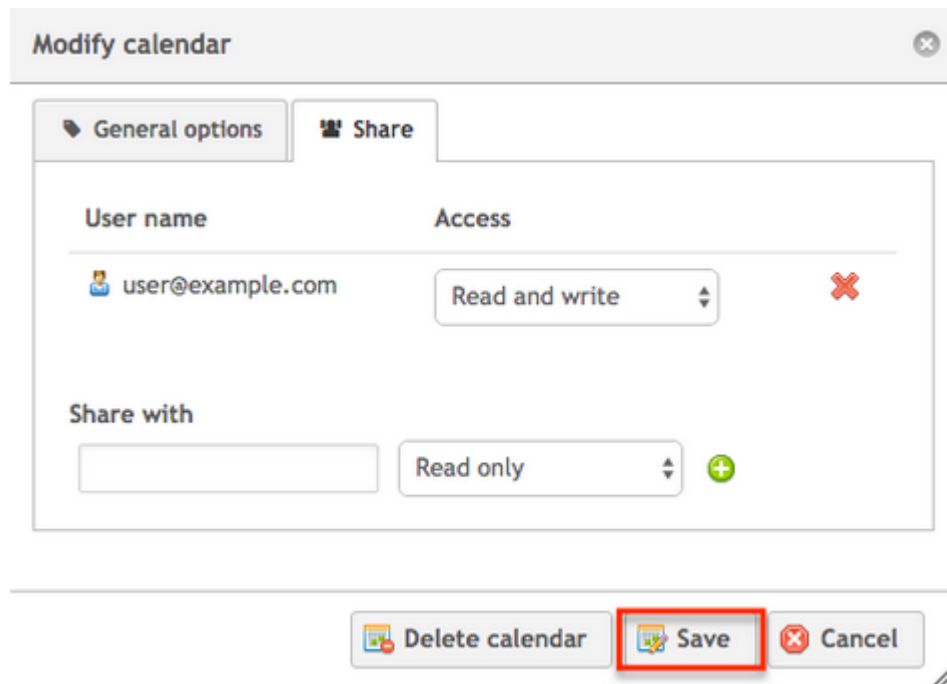 Modify calendar
General options Share
User name Access
user@example.com Read and write
Share with
Read only
Delete calendar Save Cancel